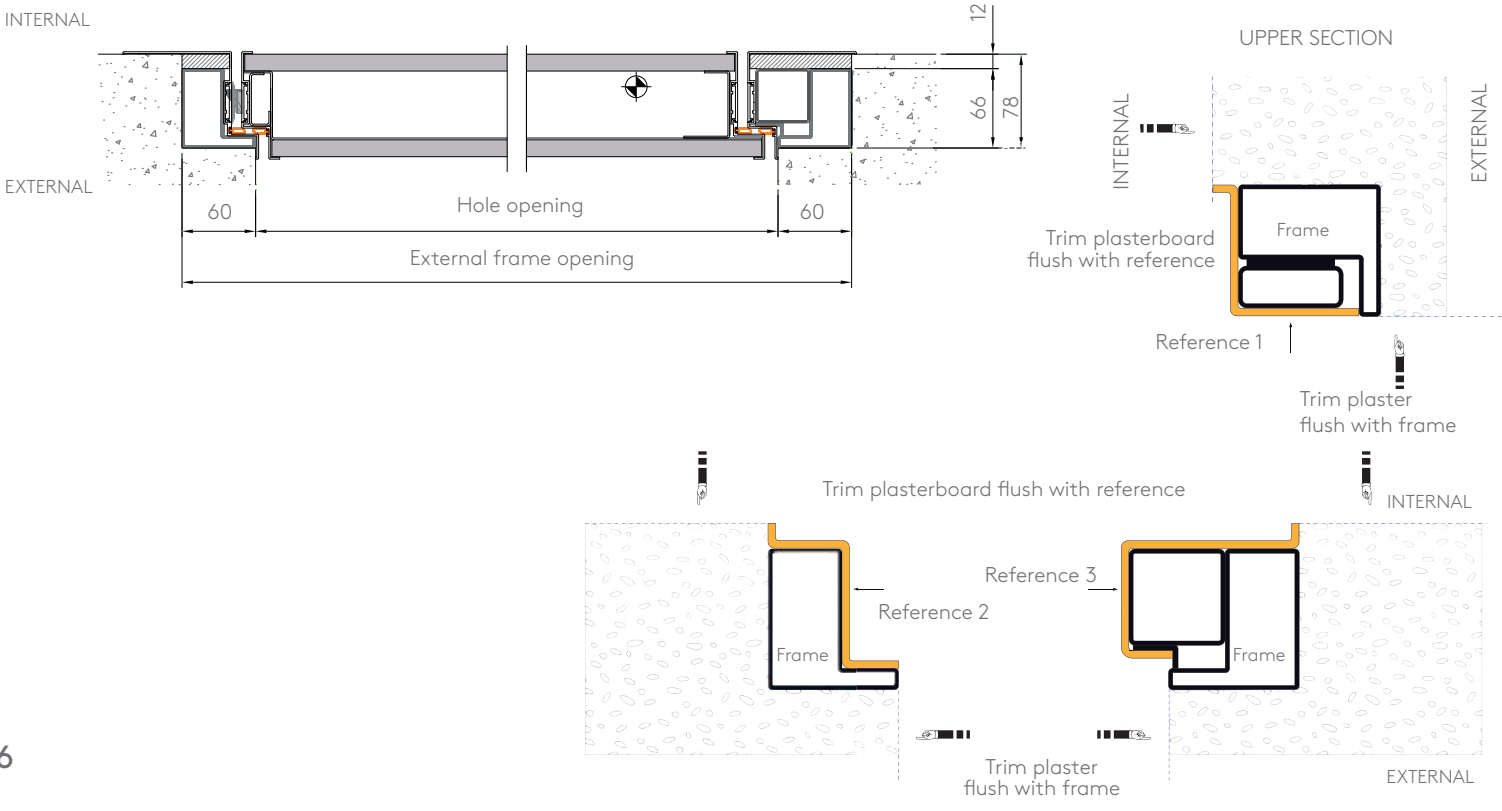 INTERNAL
12
66
78
EXTERNAL
60
Hole opening
60
External frame opening
UPPER SECTION
INTERNAL
EXTERNAL
Frame
Trim plasterboard
flush with reference
Reference 1
Trim plaster
flush with frame
Trim plasterboard flush with reference
INTERNAL
Reference 3
Reference 2
Frame
Frame
Trim plaster
flush with frame
EXTERNAL
6